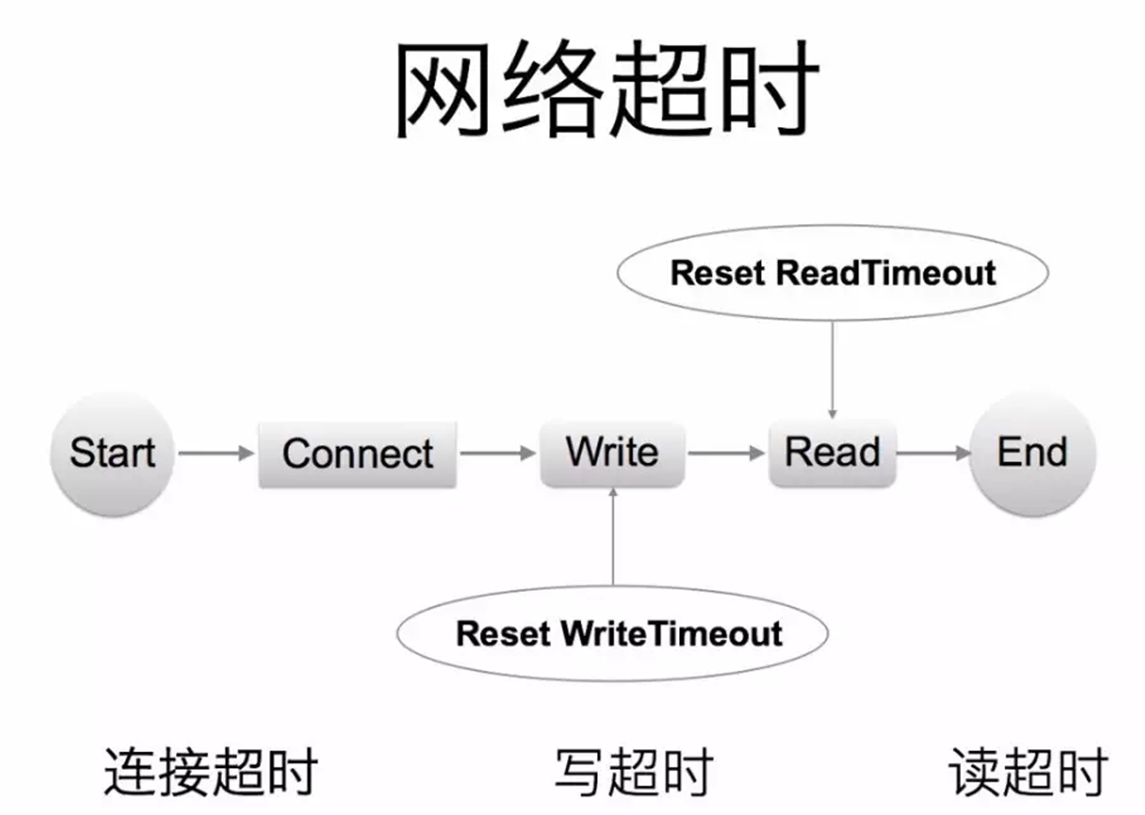 网络超时
Reset ReadTimeout
Start
Connect
Write
Read
End
Reset WriteTimeout
连接超时
写超时
读超时